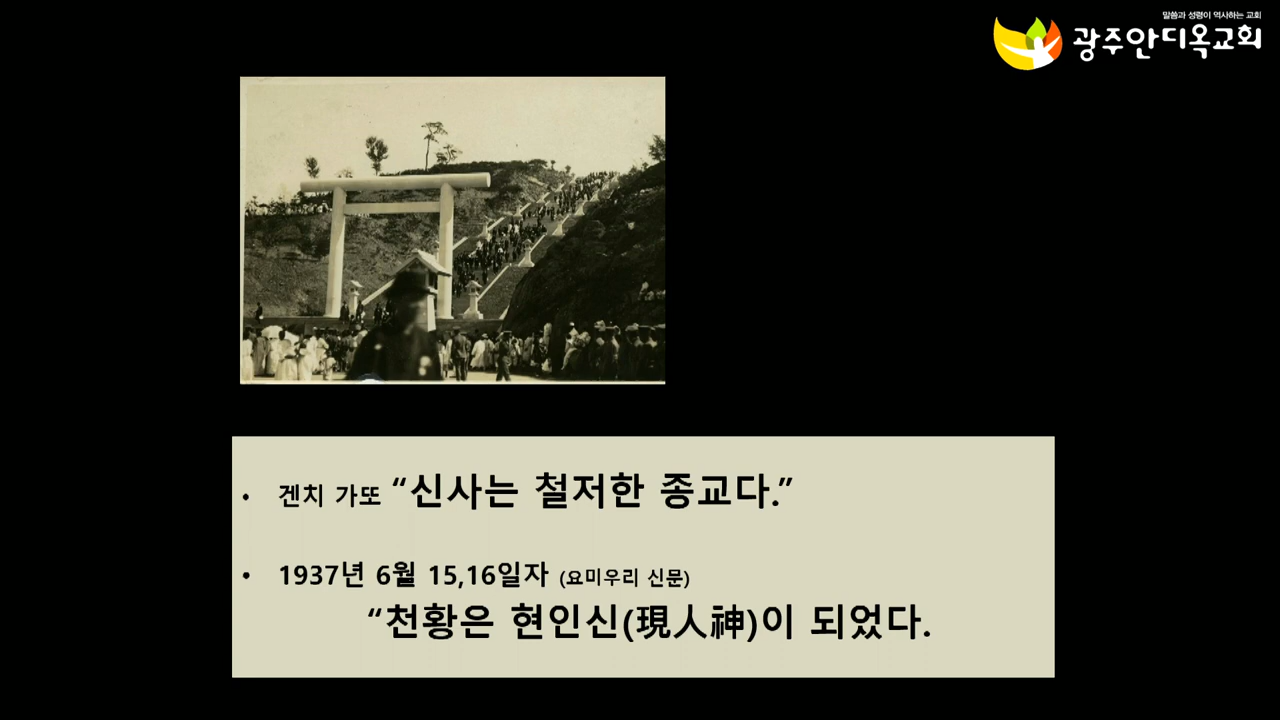 말씀과 성령이 역사하는 교회
광주안디옥교회
• 겐치 가또 “신사는 철저한 종교다.”
• 1937년 6월 15,16일자 (요미우리 신문)
“천황은 현인신(現人神)이 되었다.